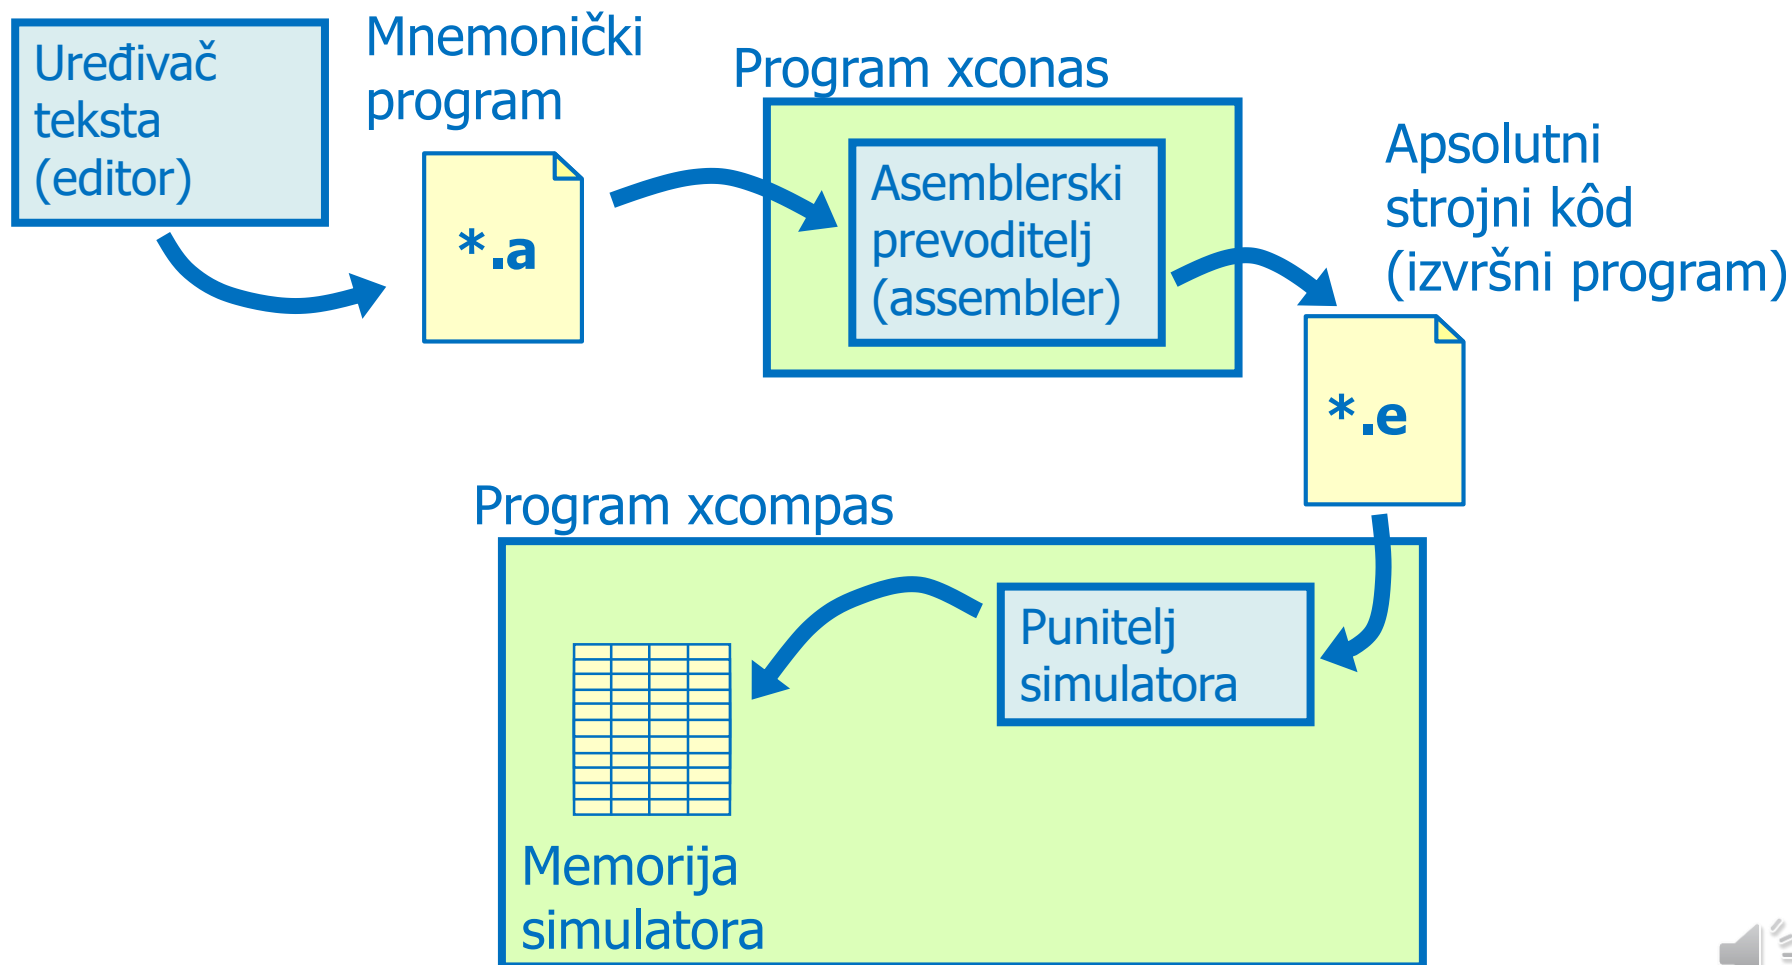 Uređivač
teksta
(editor)
Mnemonički
program
*.a
Program xconas
Asemblerski
prevoditelj
(assembler)
Apsolutni
strojni kôd
(izvršni program)
*.e
Program xcompas
Punitelj
simulatora
Memorija
simulatora